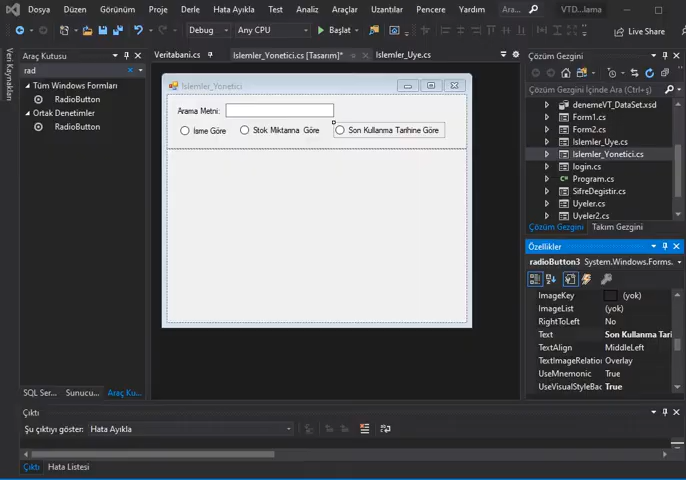 Dosya Düzenle Görünüm Proje Derle Hata Ayıkla Test Analiz Araçlar Uzantılar Pencere Yardım Ara... VTD...lama
Debug Any CPU Başlat Live Share
Veri Kaynakları
Araç Kutusu
rad
Tüm Windows Formları
RadioButton
Ortak Denetimler
RadioButton
SQL Ser... Sunucu... Araç Ku...
Veritabani.cs Islemler_Yonetici.cs [Tasarım]* Islemler_Uye.cs
Islemler_Yonetici
Arama Metni:
Isme Göre Stok Miktarına Göre Son Kullanma Tarihine Göre
Çözüm Gezgini
Çözüm Gezgini Ara (Ctrl+ş)
denemeVT_DataSet.xsd
Form1.cs
Form2.cs
Islemler_Uye.cs
Islemler_Yonetici.cs
login.cs
Program.cs
SifreDegistir.cs
Uyeler.cs
Uyeler2.cs
Çözüm Gezgini Takım Gezgini
Özellikler
radioButton3 System.Windows.Forms.
ImageKey (yok)
ImageList (yok)
RightToLeft No
Text Son Kullanma Tari
TextAlign MiddleLeft
TextImageRelation Overlay
UseMnemonic True
UseVisualStyleBac True
Çıktı
Şu çıktıyı göster: Hata Ayıkla
Çıktı Hata Listesi